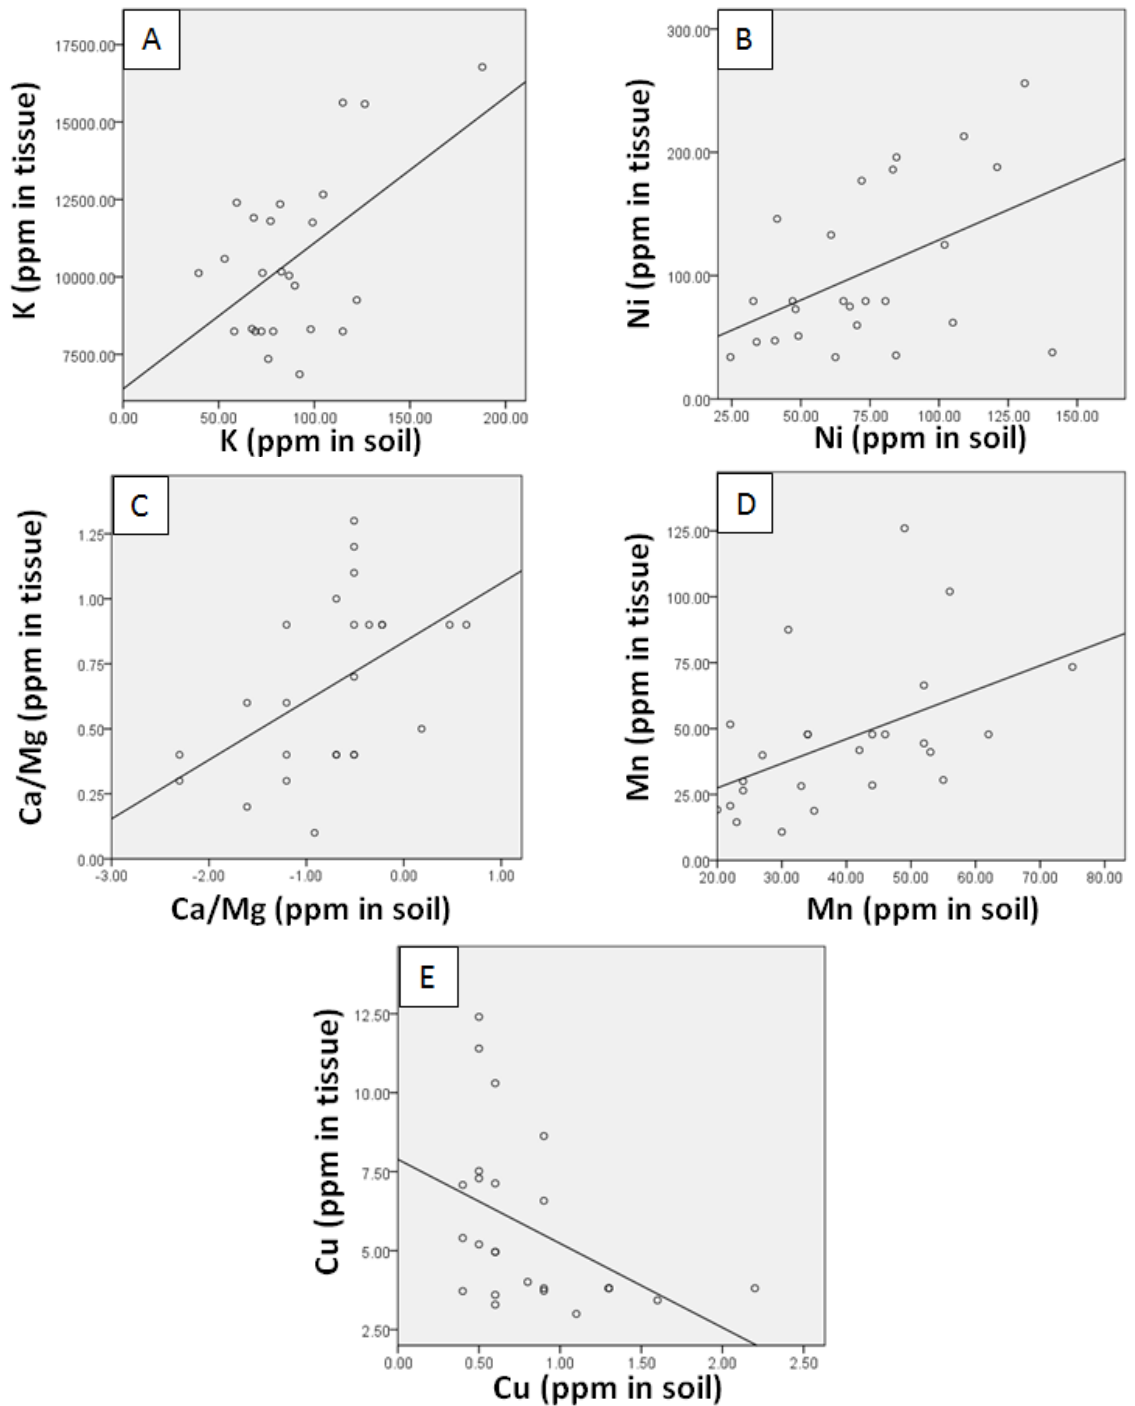 A
K (ppm in tissue)
17500.00
15000.00
12500.00
10000.00
7500.00
0.00 50.00 100.00 150.00 200.00
K (ppm in soil)
B
Ni (ppm in tissue)
300.00
200.00
100.00
0.00
25.00 50.00 75.00 100.00 125.00 150.00
Ni (ppm in soil)
C
Ca/Mg (ppm in tissue)
1.25
1.00
0.75
0.50
0.25
0.00
-3.00 -2.00 -1.00 0.00 1.00
Ca/Mg (ppm in soil)
D
Mn (ppm in tissue)
125.00
100.00
75.00
50.00
25.00
0.00
20.00 30.00 40.00 50.00 60.00 70.00 80.00
Mn (ppm in soil)
E
Cu (ppm in tissue)
12.50
10.00
7.50
5.00
2.50
0.00 0.50 1.00 1.50 2.00 2.50
Cu (ppm in soil)